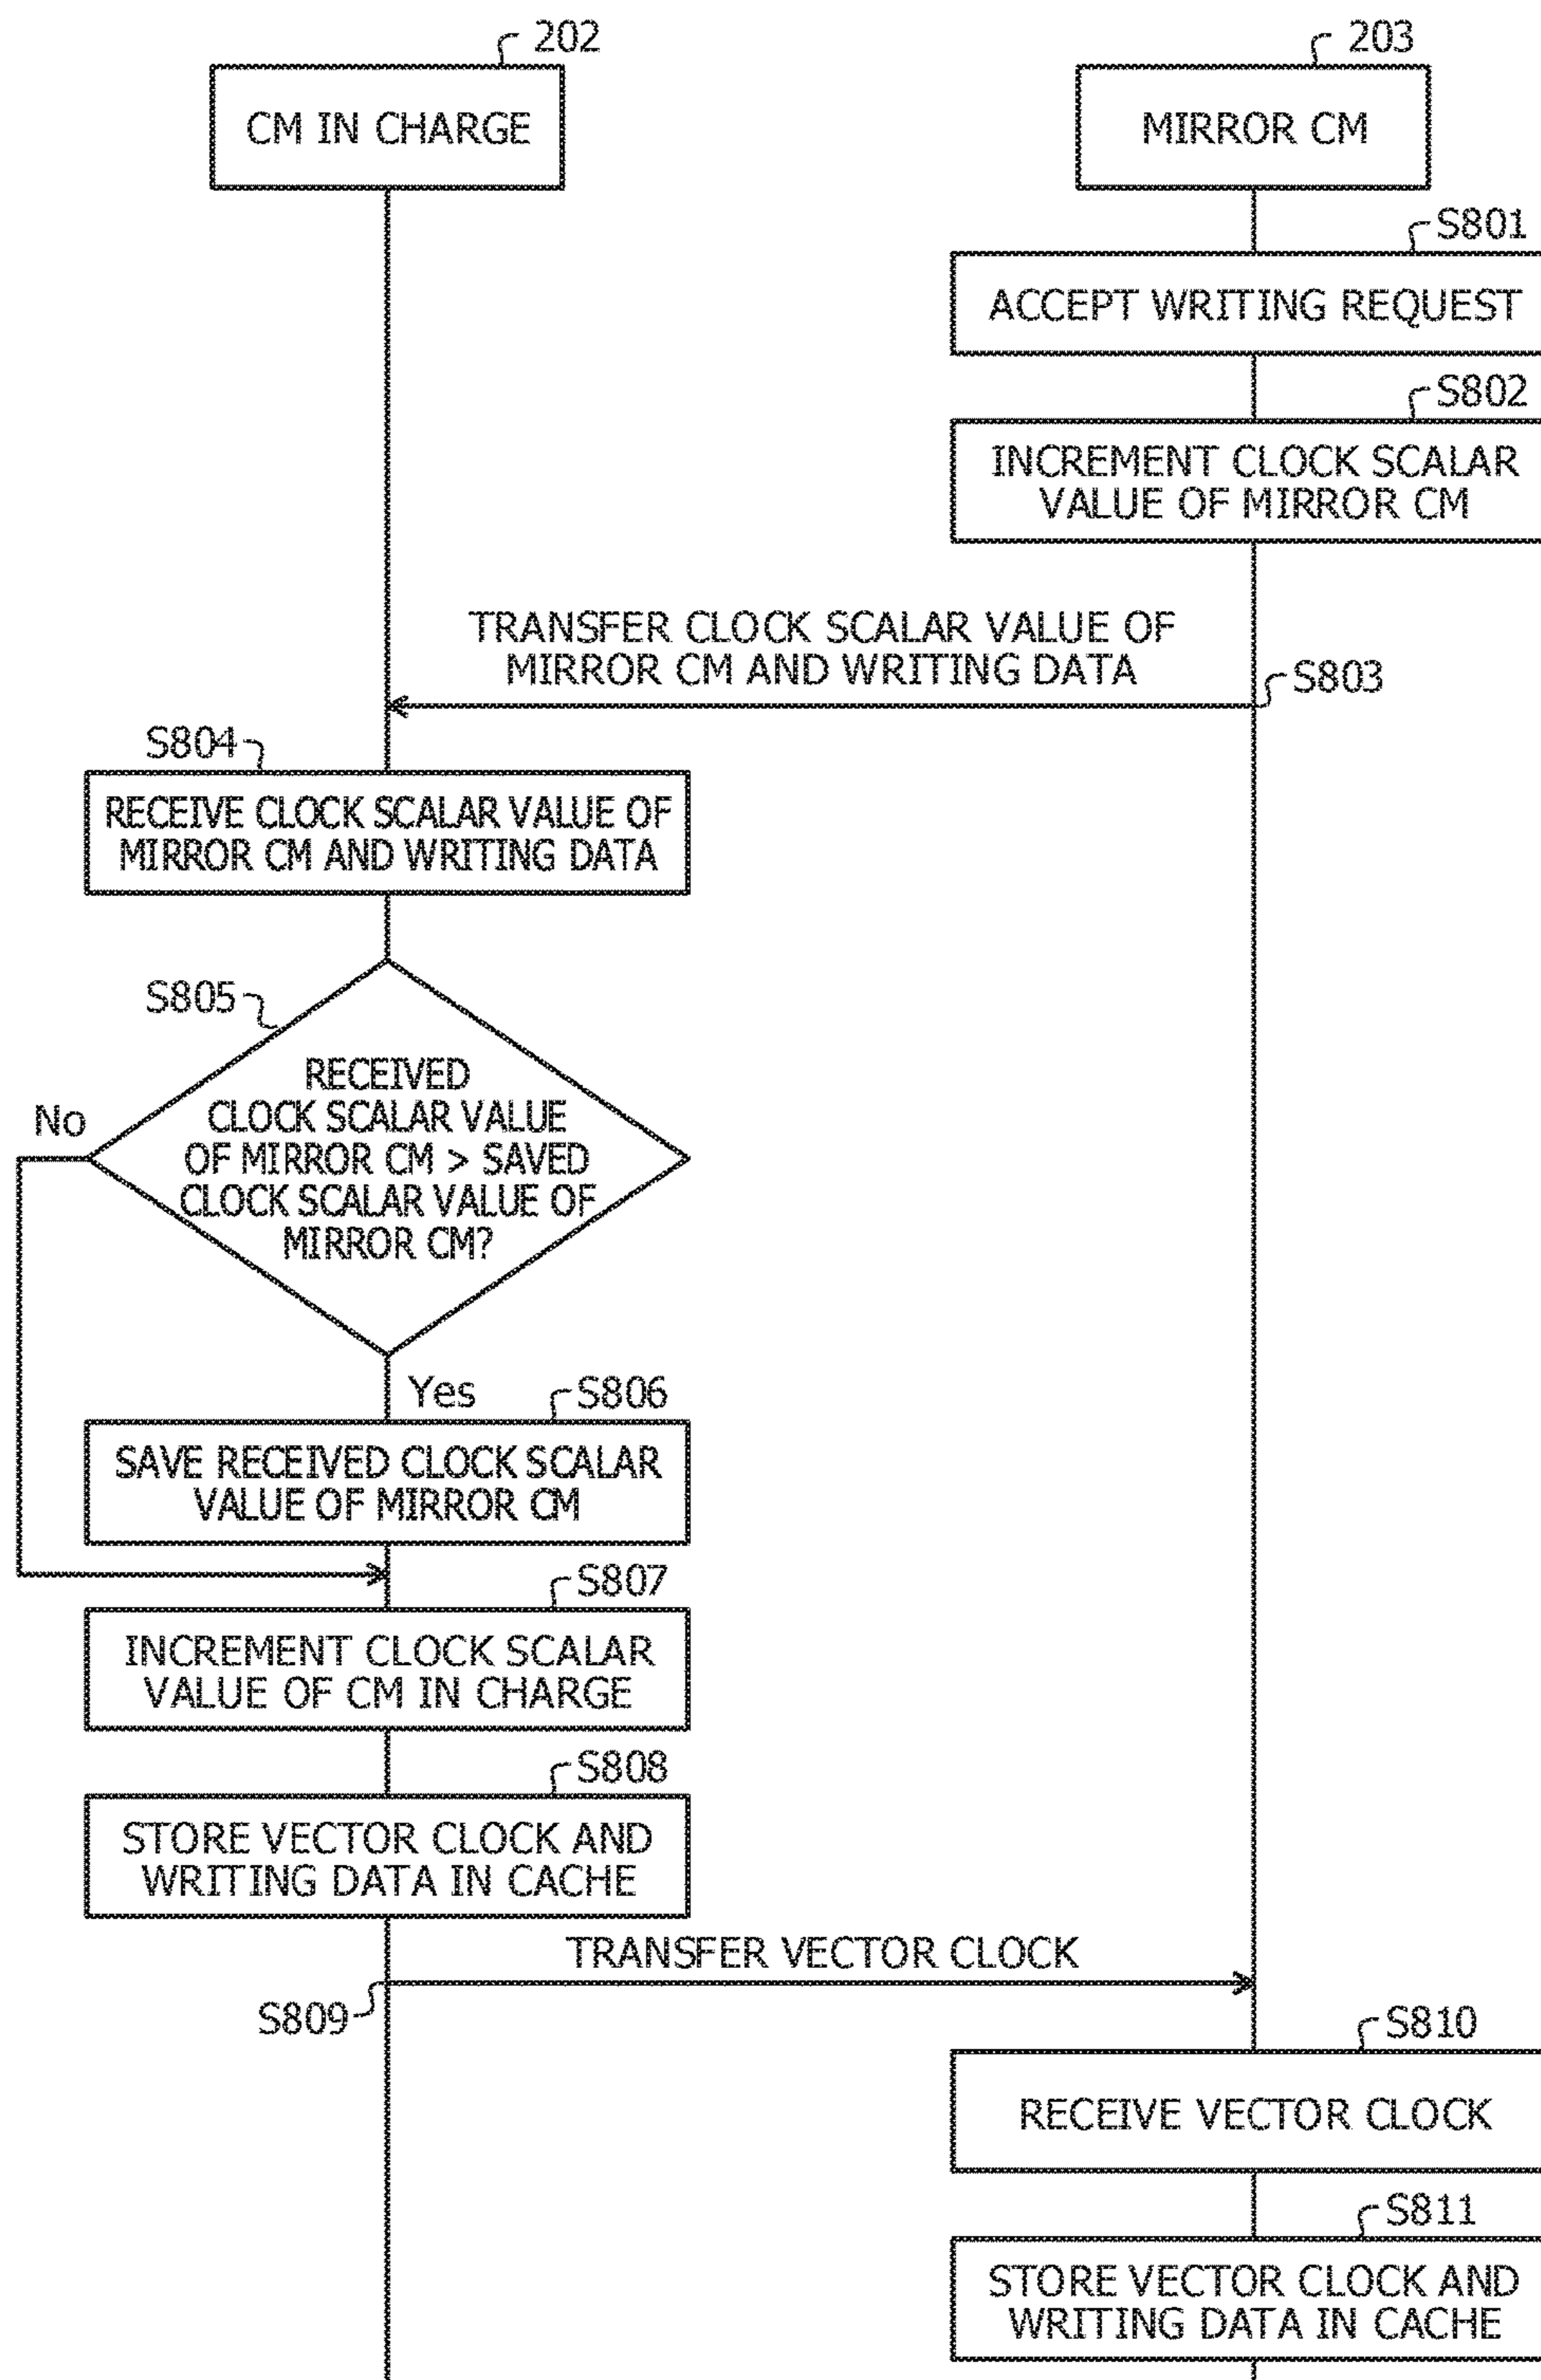 202
203
CM IN CHARGE
MIRROR CM
S801
ACCEPT WRITING REQUEST
S802
INCREMENT CLOCK SCALAR
VALUE OF MIRROR CM
TRANSFER CLOCK SCALAR VALUE OF
MIRROR CM AND WRITING DATA
S803
S804
RECEIVE CLOCK SCALAR VALUE OF
MIRROR CM AND WRITING DATA
S805
RECEIVED
CLOCK SCALAR VALUE
OF MIRROR CM > SAVED
CLOCK SCALAR VALUE OF
MIRROR CM?
No
Yes
S806
SAVE RECEIVED CLOCK SCALAR
VALUE OF MIRROR CM
S807
INCREMENT CLOCK SCALAR
VALUE OF CM IN CHARGE
S808
STORE VECTOR CLOCK AND
WRITING DATA IN CACHE
TRANSFER VECTOR CLOCK
S809
S810
RECEIVE VECTOR CLOCK
S811
STORE VECTOR CLOCK AND
WRITING DATA IN CACHE